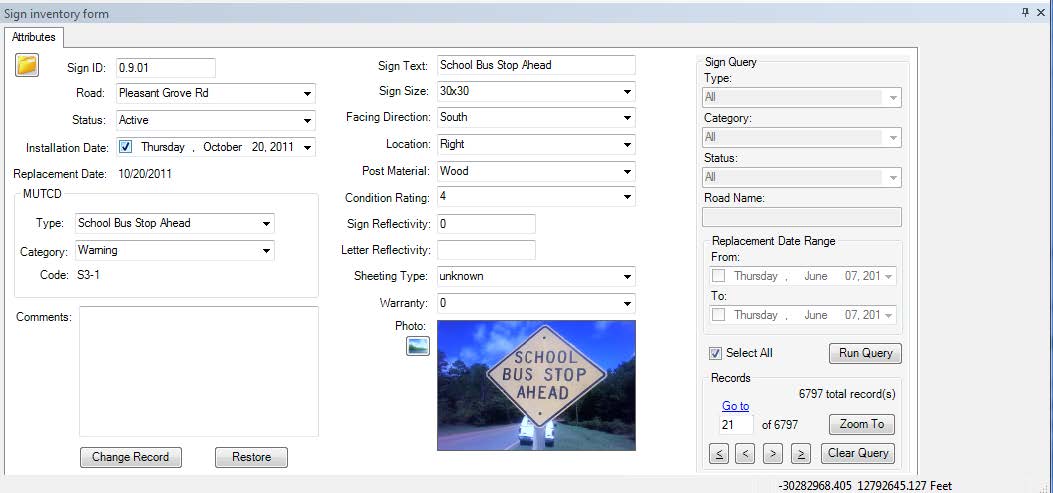 Sign inventory form
Attributes
Sign ID: 0.9.01
Road: Pleasant Grove Rd
Status: Active
Installation Date: Thursday , October 20, 2011
Replacement Date: 10/20/2011
MUTCD
Type: School Bus Stop Ahead
Category: Warning
Code: S3-1
Comments:
Change Record Restore
Sign Text: School Bus Stop Ahead
Sign Size: 30x30
Facing Direction: South
Location: Right
Post Material: Wood
Condition Rating: 4
Sign Reflectivity: 0
Letter Reflectivity:
Sheeting Type: unknown
Warranty: 0
Photo:
SCHOOL
BUS STOP
AHEAD
Sign Query
Type:
All
Category:
All
Status:
All
Road Name:
Replacement Date Range
From:
Thursday , June 07, 201
To:
Thursday , June 07, 201
Select All Run Query
Records
6797 total record(s)
Go to
21 of 6797 Zoom To
< < > > Clear Query
-30282968.405 12792645.127 Feet